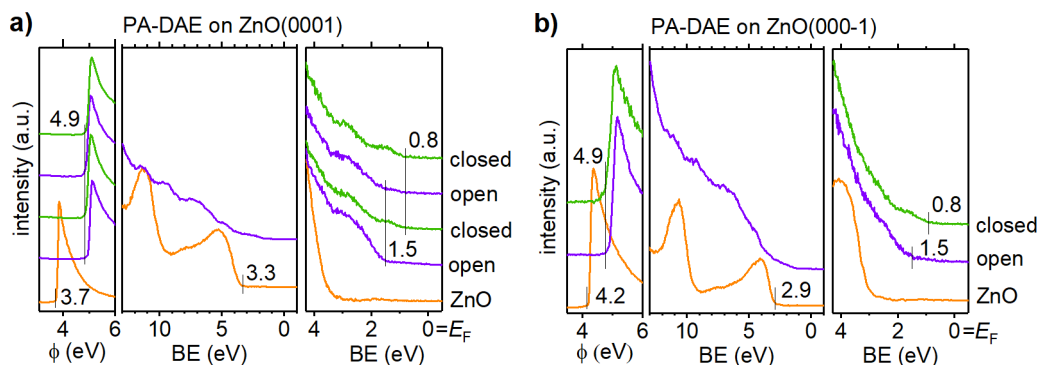 a) PA-DAE on ZnO(0001)
intensity (a.u.)
4.9
3.7
3.3
0.8
1.5
closed
open
closed
open
ZnO
4 6
10 5 0
4 2 0=EF
ϕ (eV)
BE (eV)
BE (eV)
b) PA-DAE on ZnO(000-1)
intensity (a.u.)
4.9
4.2
2.9
0.8
1.5
closed
open
ZnO
4 6
10 5 0
4 2 0=EF
ϕ (eV)
BE (eV)
BE (eV)